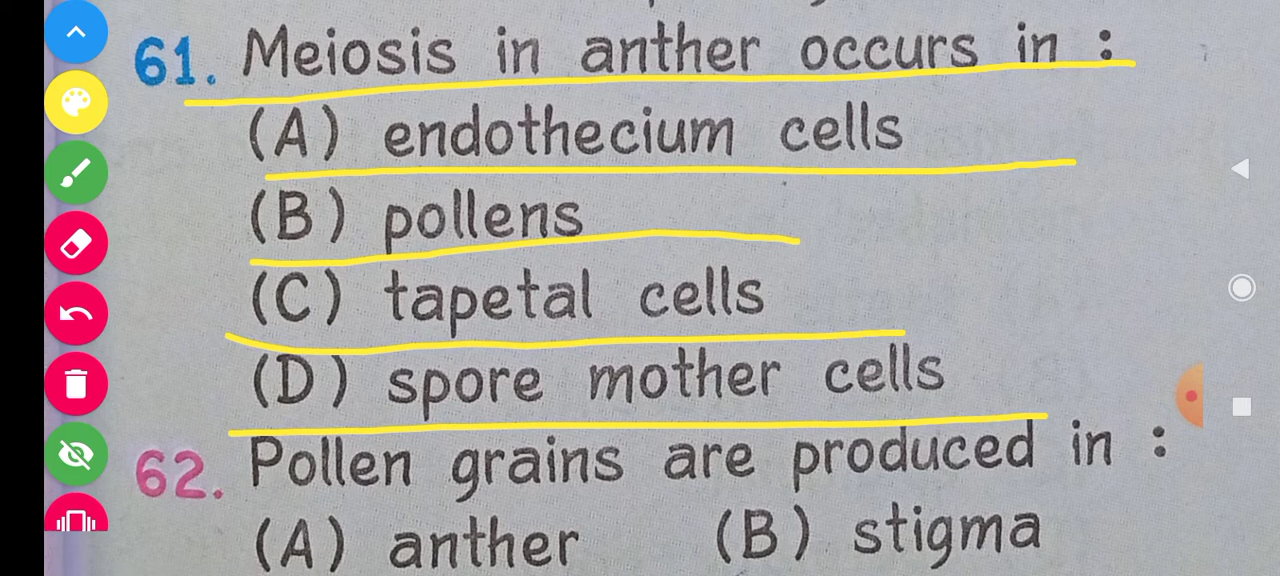 61. Meiosis in anther occurs in :
(A) endothecium cells
(B) pollens
(C) tapetal cells
(D) spore mother cells
62. Pollen grains are produced in :
(A) anther (B) stigma